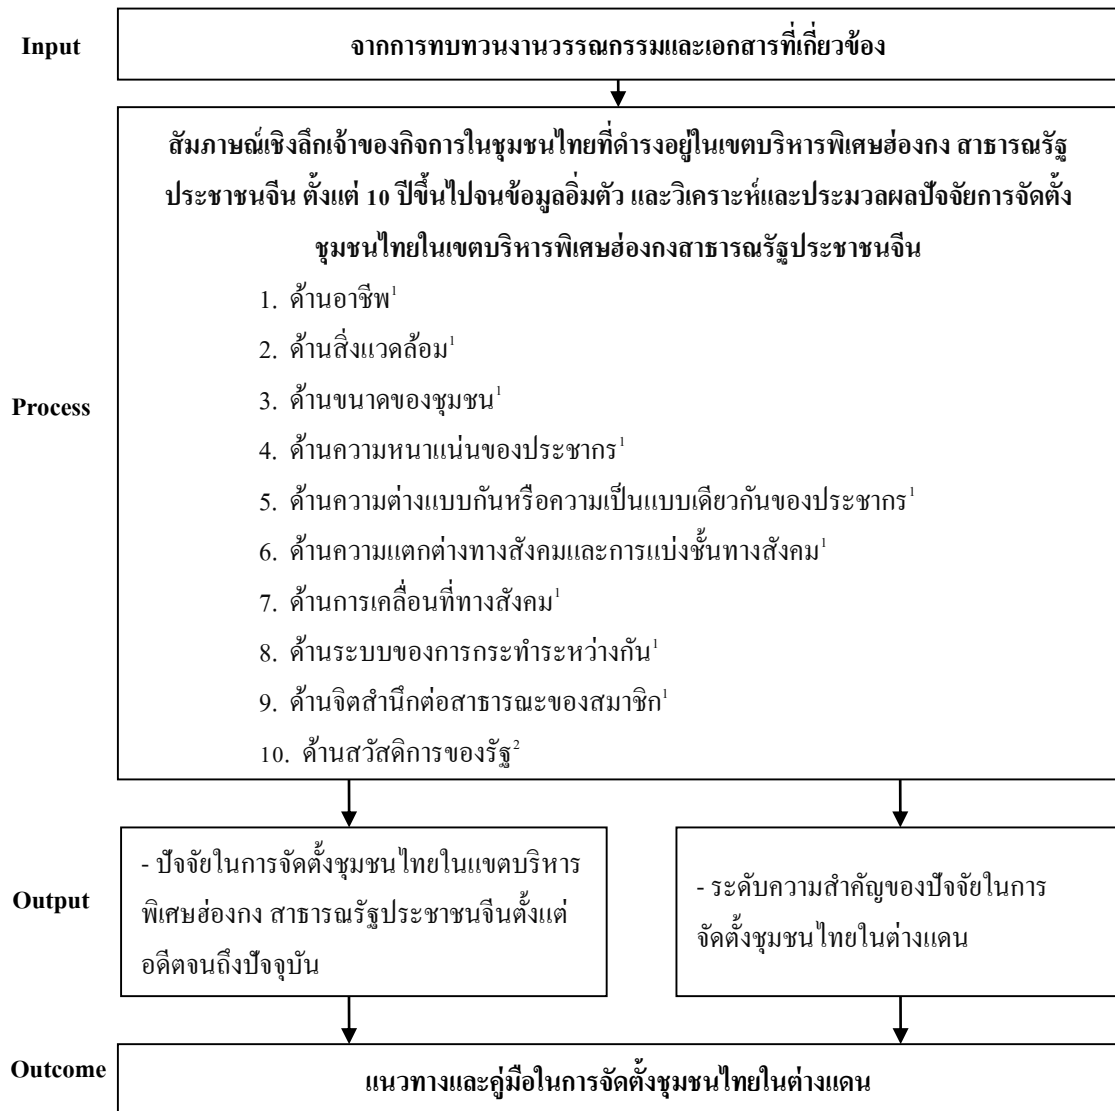 Input
จากการทบทวนงานวรรณกรรมและเอกสารที่เกี่ยวข้อง
สัมภาษณ์เชิงลึกเจ้าของกิจการในชุมชนไทยที่ดำรงอยู่ในเขตบริหารพิเศษฮ่องกง สาธารณรัฐ
ประชาชนจีน ตั้งแต่ 10 ปีขึ้นไปจนข้อมูลอิ่มตัว และวิเคราะห์และประมวลผลปัจจัยการจัดตั้ง
ชุมชนไทยในเขตบริหารพิเศษฮ่องกงสาธารณรัฐประชาชนจีน
Process
1. ด้านอาชีพ¹
2. ด้านสิ่งแวดล้อม¹
3. ด้านขนาดของชุมชน¹
4. ด้านความหนาแน่นของประชากร¹
5. ด้านความต่างแบบกันหรือความเป็นแบบเดียวกันของประชากร¹
6. ด้านความแตกต่างทางสังคมและการแบ่งชั้นทางสังคม¹
7. ด้านการเคลื่อนที่ทางสังคม¹
8. ด้านระบบของการกระทำระหว่างกัน¹
9. ด้านจิตสำนึกต่อสาธารณะของสมาชิก¹
10. ด้านสวัสดิการของรัฐ²
Output
- ปัจจัยในการจัดตั้งชุมชนไทยในแขตบริหาร
พิเศษฮ่องกง สาธารณรัฐประชาชนจีนตั้งแต่
อดีตจนถึงปัจจุบัน
- ระดับความสำคัญของปัจจัยในการ
จัดตั้งชุมชนไทยในต่างแดน
Outcome
แนวทางและคู่มือในการจัดตั้งชุมชนไทยในต่างแดน